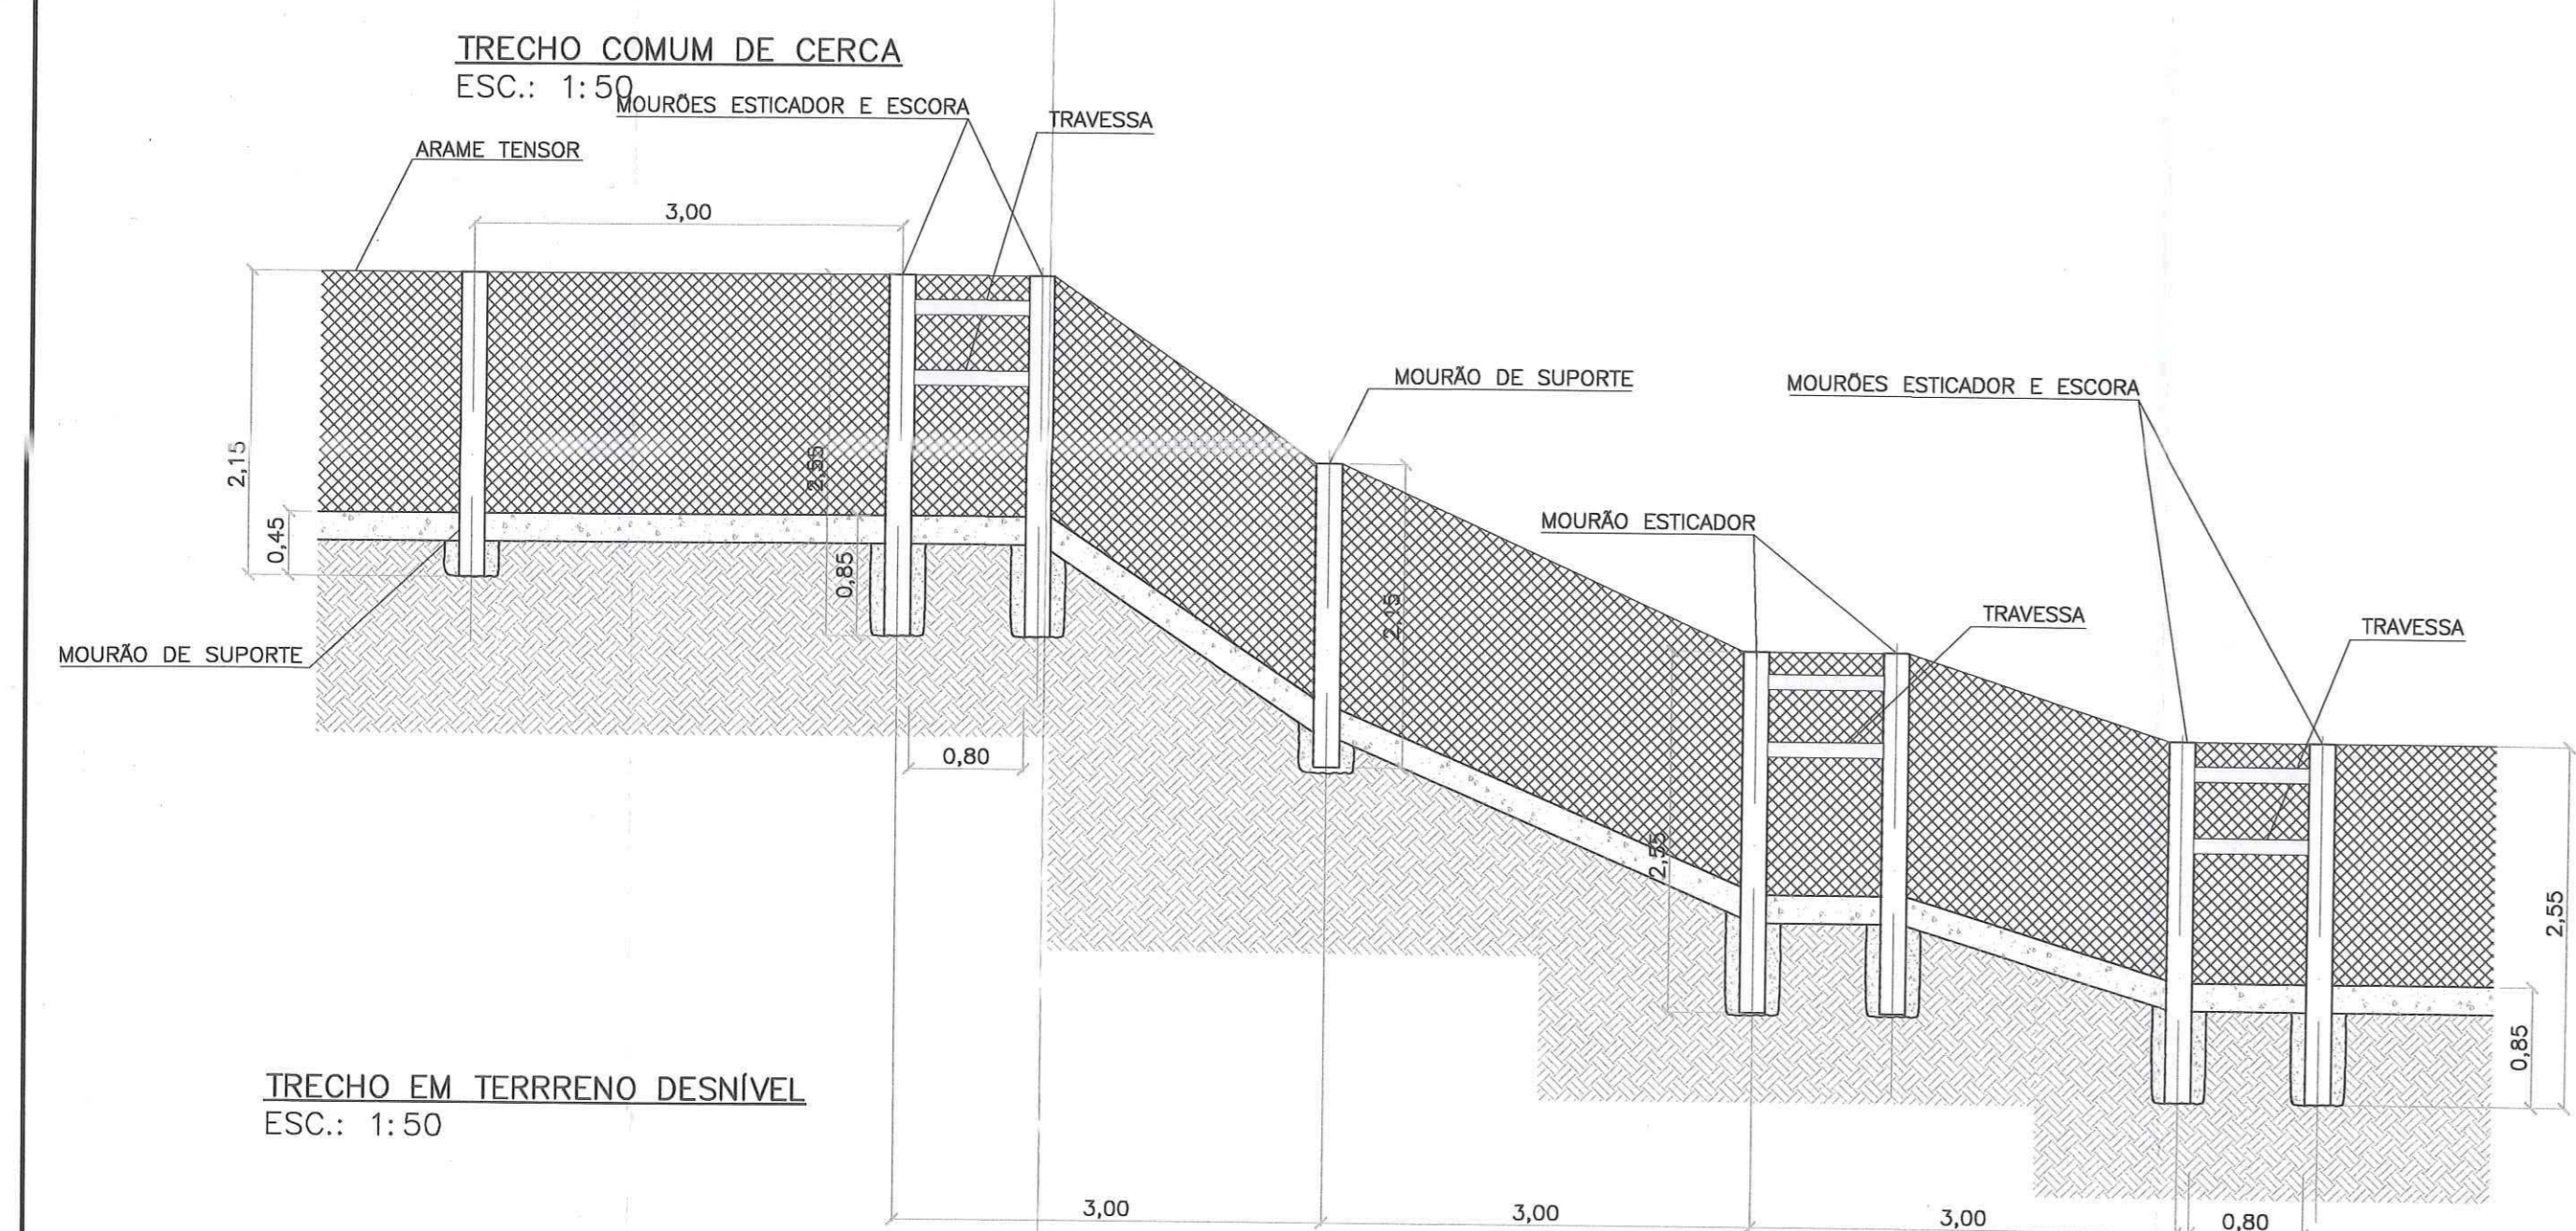 TRECHO COMUM DE CERCA
ESC.: 1:50
MOURÕES ESTICADOR E ESCORA
TRAVESSA
ARAME TENSOR
3,00
MOURÃO DE SUPORTE
MOURÕES ESTICADOR E ESCORA
2,15
2,55
0,45
0,85
MOURÃO ESTICADOR
2,15
TRAVESSA
TRAVESSA
MOURÃO DE SUPORTE
0,80
2,55
2,55
0,85
TRECHO EM TERRRENO DESNÍVEL
ESC.: 1:50
3,00
3,00
3,00
0,80